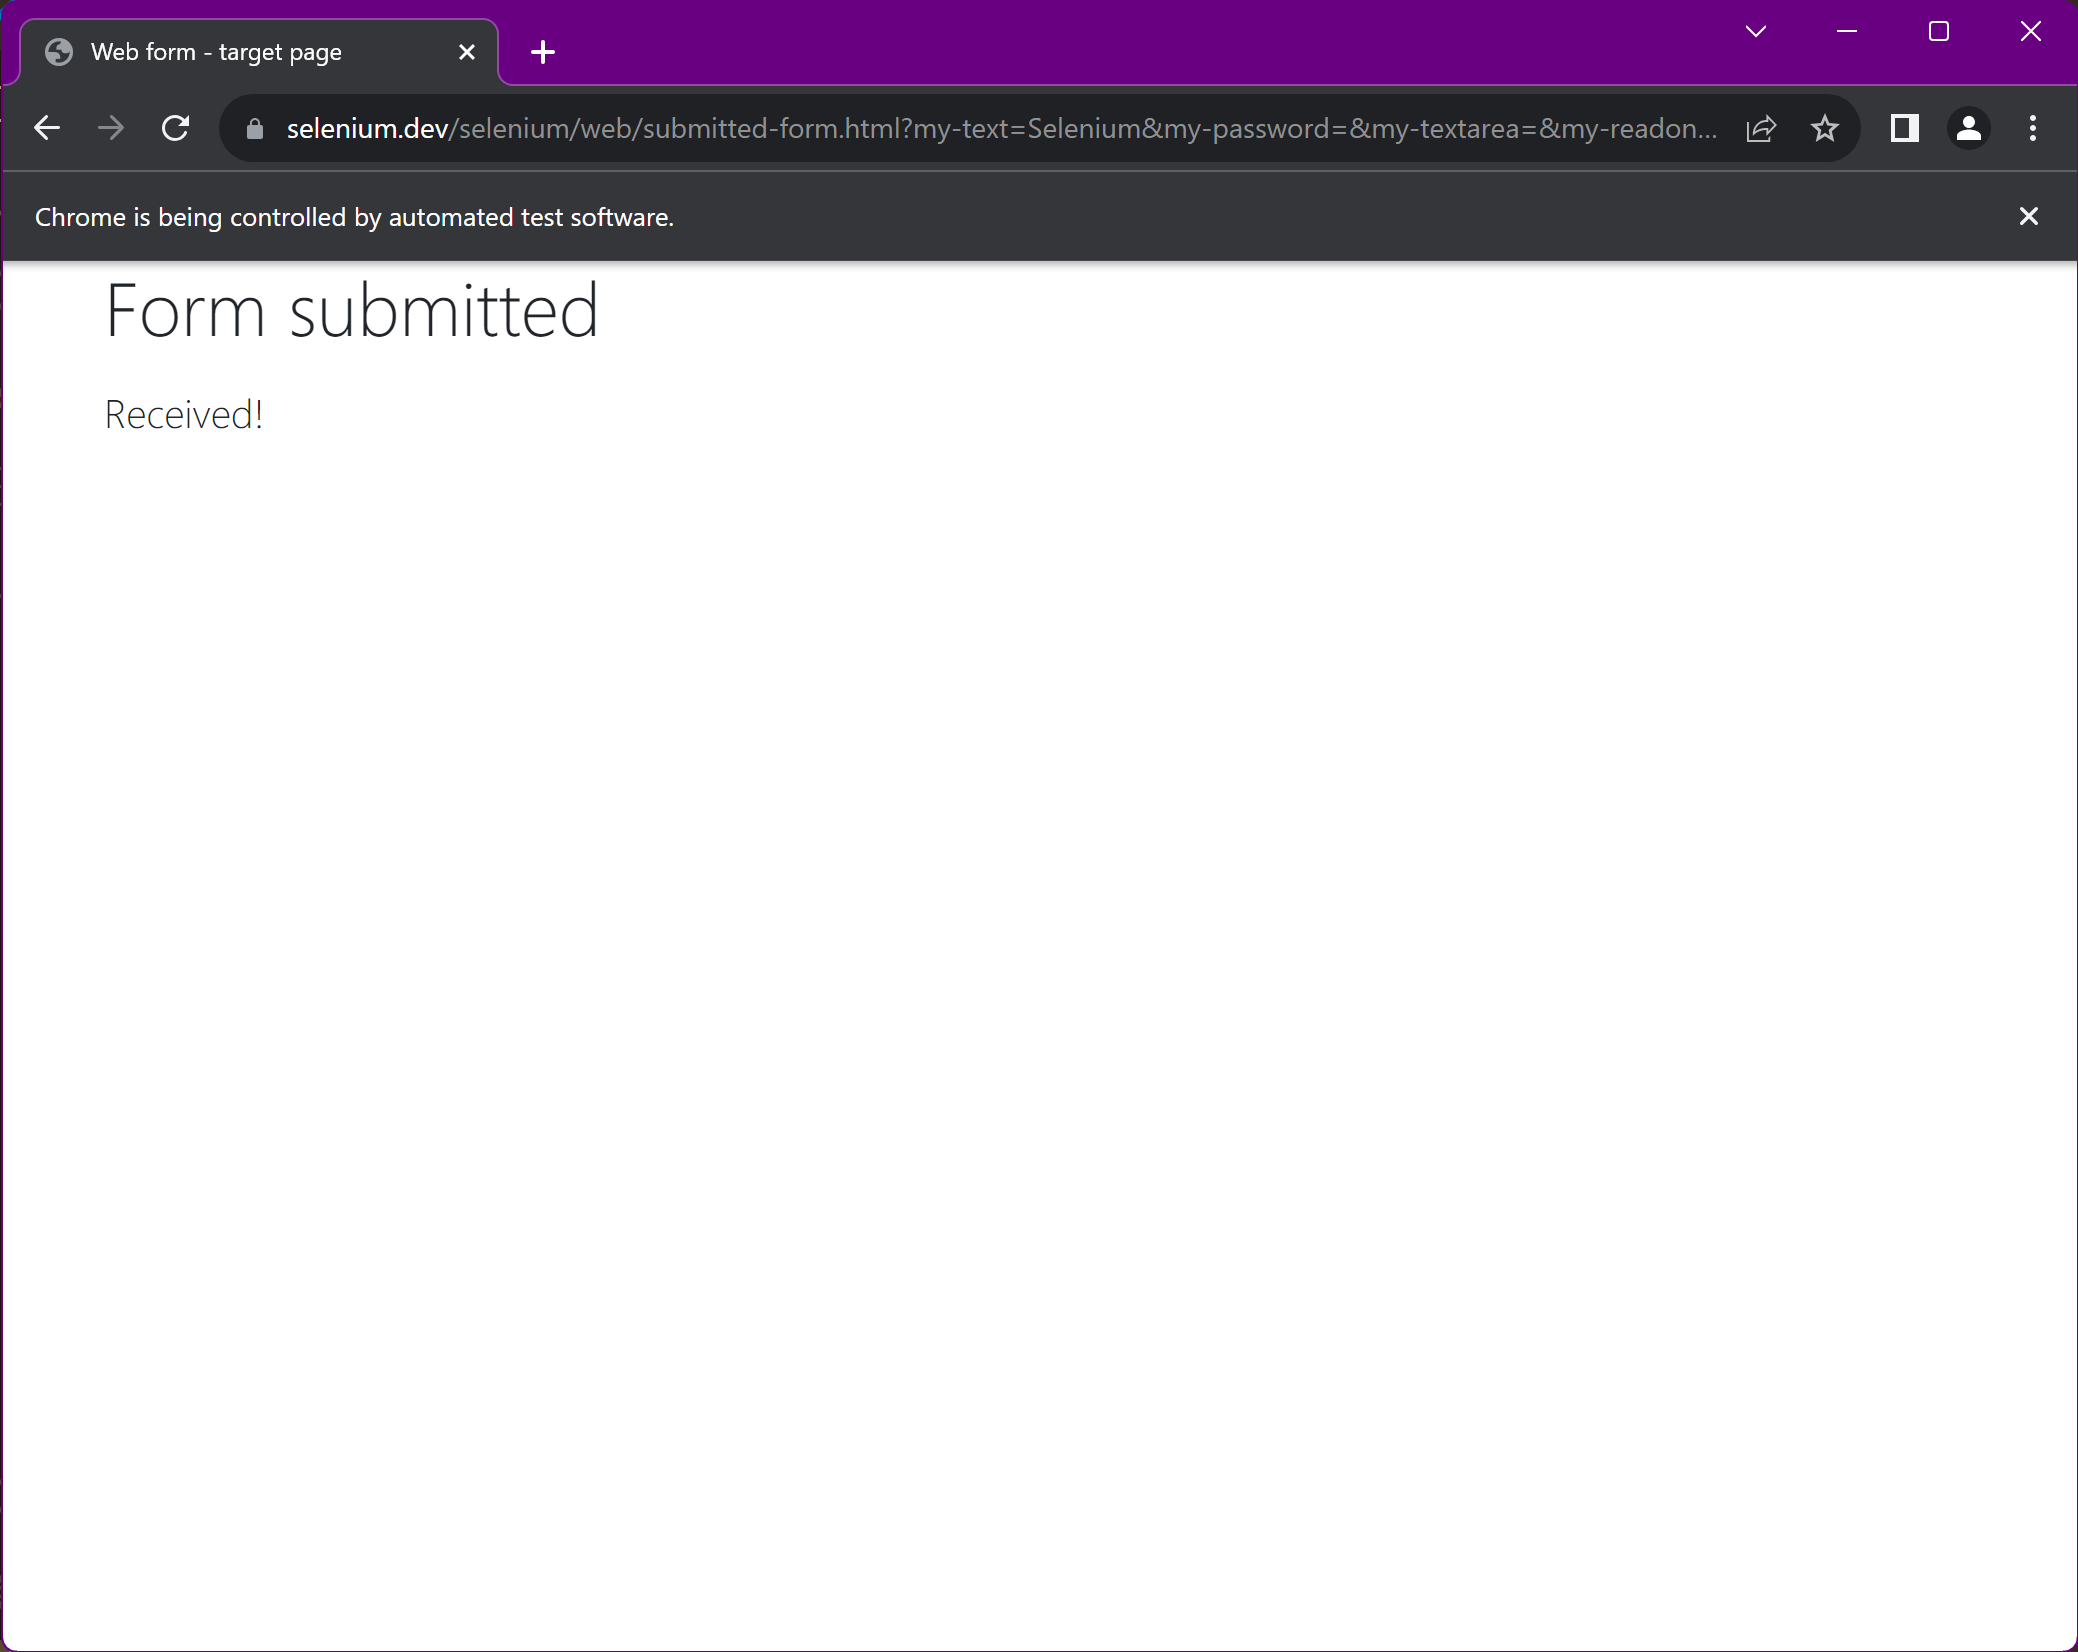 Web form - target page
selenium.dev/selenium/web/submitted-form.html?my-text=Selenium&my-password=&my-textarea=&my-readon...
Chrome is being controlled by automated test software.
Form submitted
Received!